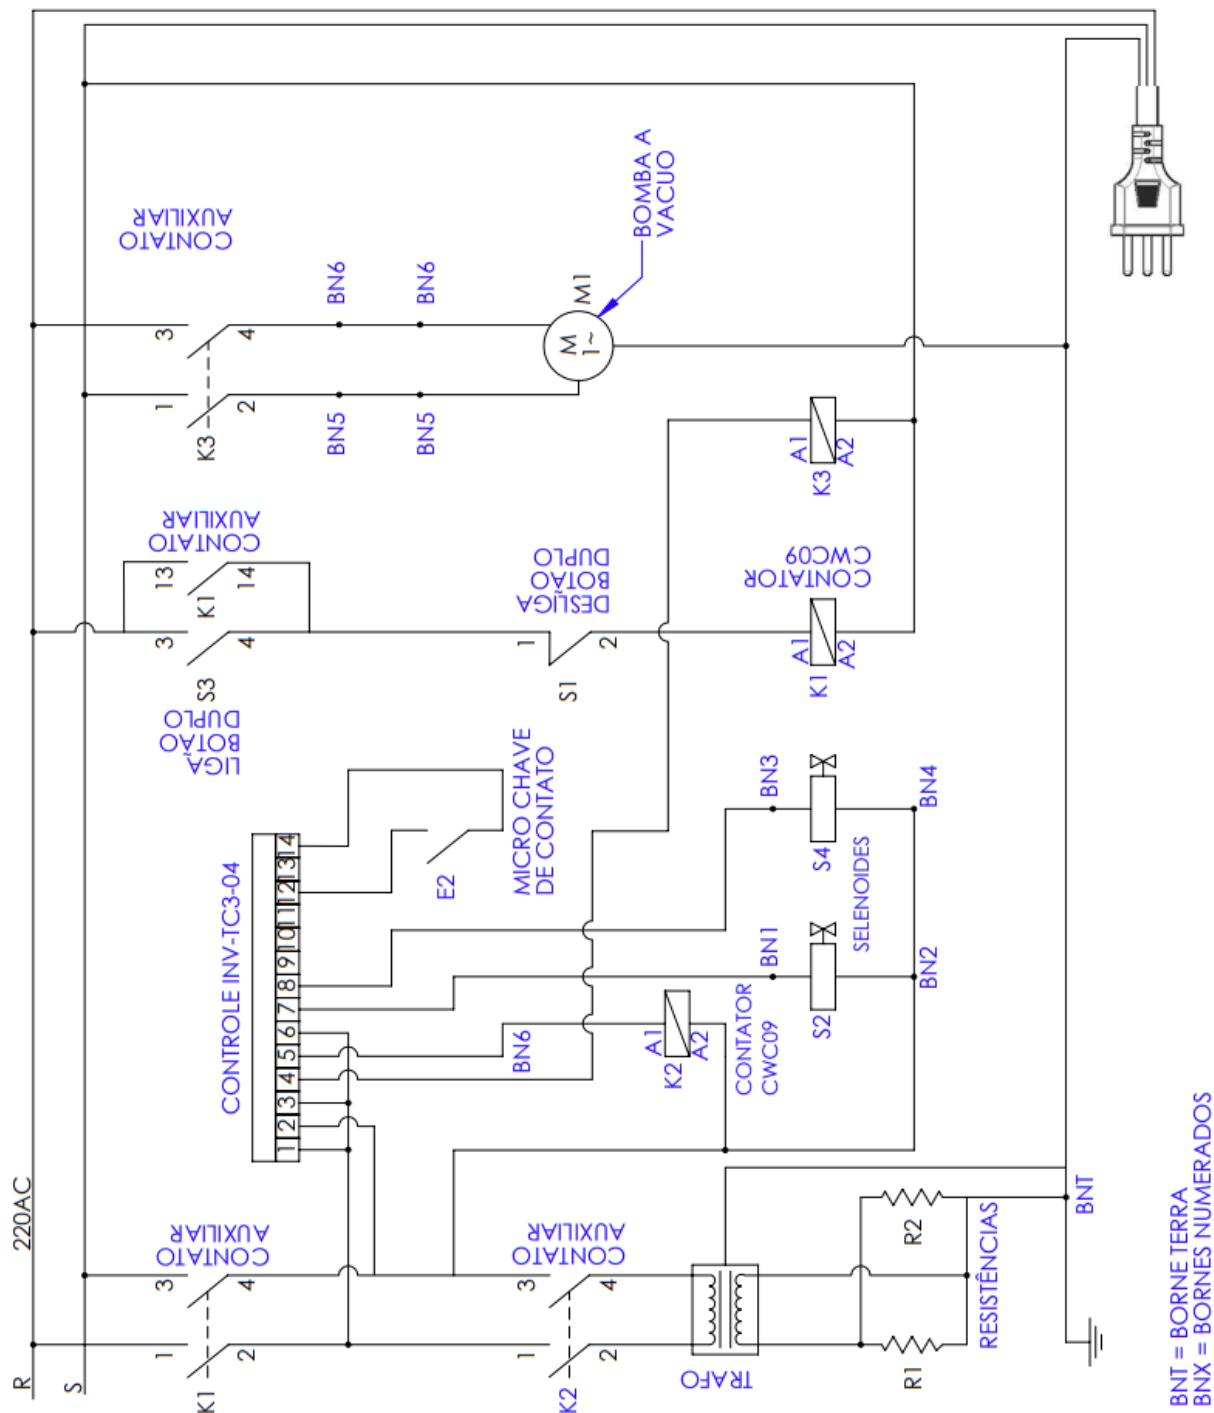 R
220AC
S
1
2
K1
3
4
CONTATO
AUXILIAR
1
2
K2
3
4
CONTATO
AUXILIAR
TRAFO
R1
R2
RESISTÊNCIAS
BNT
BNT = BORNE TERRA
BNX = BORNES NUMERADOS
CONTROLE INV-TC3-04
1 2 3 4 5 6 7 8 9 10 11 12 13 14
BN6
A1
K2
A2
CONTATOR
CWC09
BN1
S2
BN2
BN3
S4
BN4
SELENOIDES
E2
MICRO CHAVE
DE CONTATO
LIGA
BOTÃO
DUPLO
S3
3
4
13
K1
14
CONTATO
AUXILIAR
1
S1
2
DESLIGA
BOTÃO
DUPLO
A1
K1
A2
CONTATOR
CWC09
A1
K3
A2
1
K3
2
3
4
CONTATO
AUXILIAR
BN5
BN5
BN6
BN6
M
1~
M1
BOMBA A
VACUO